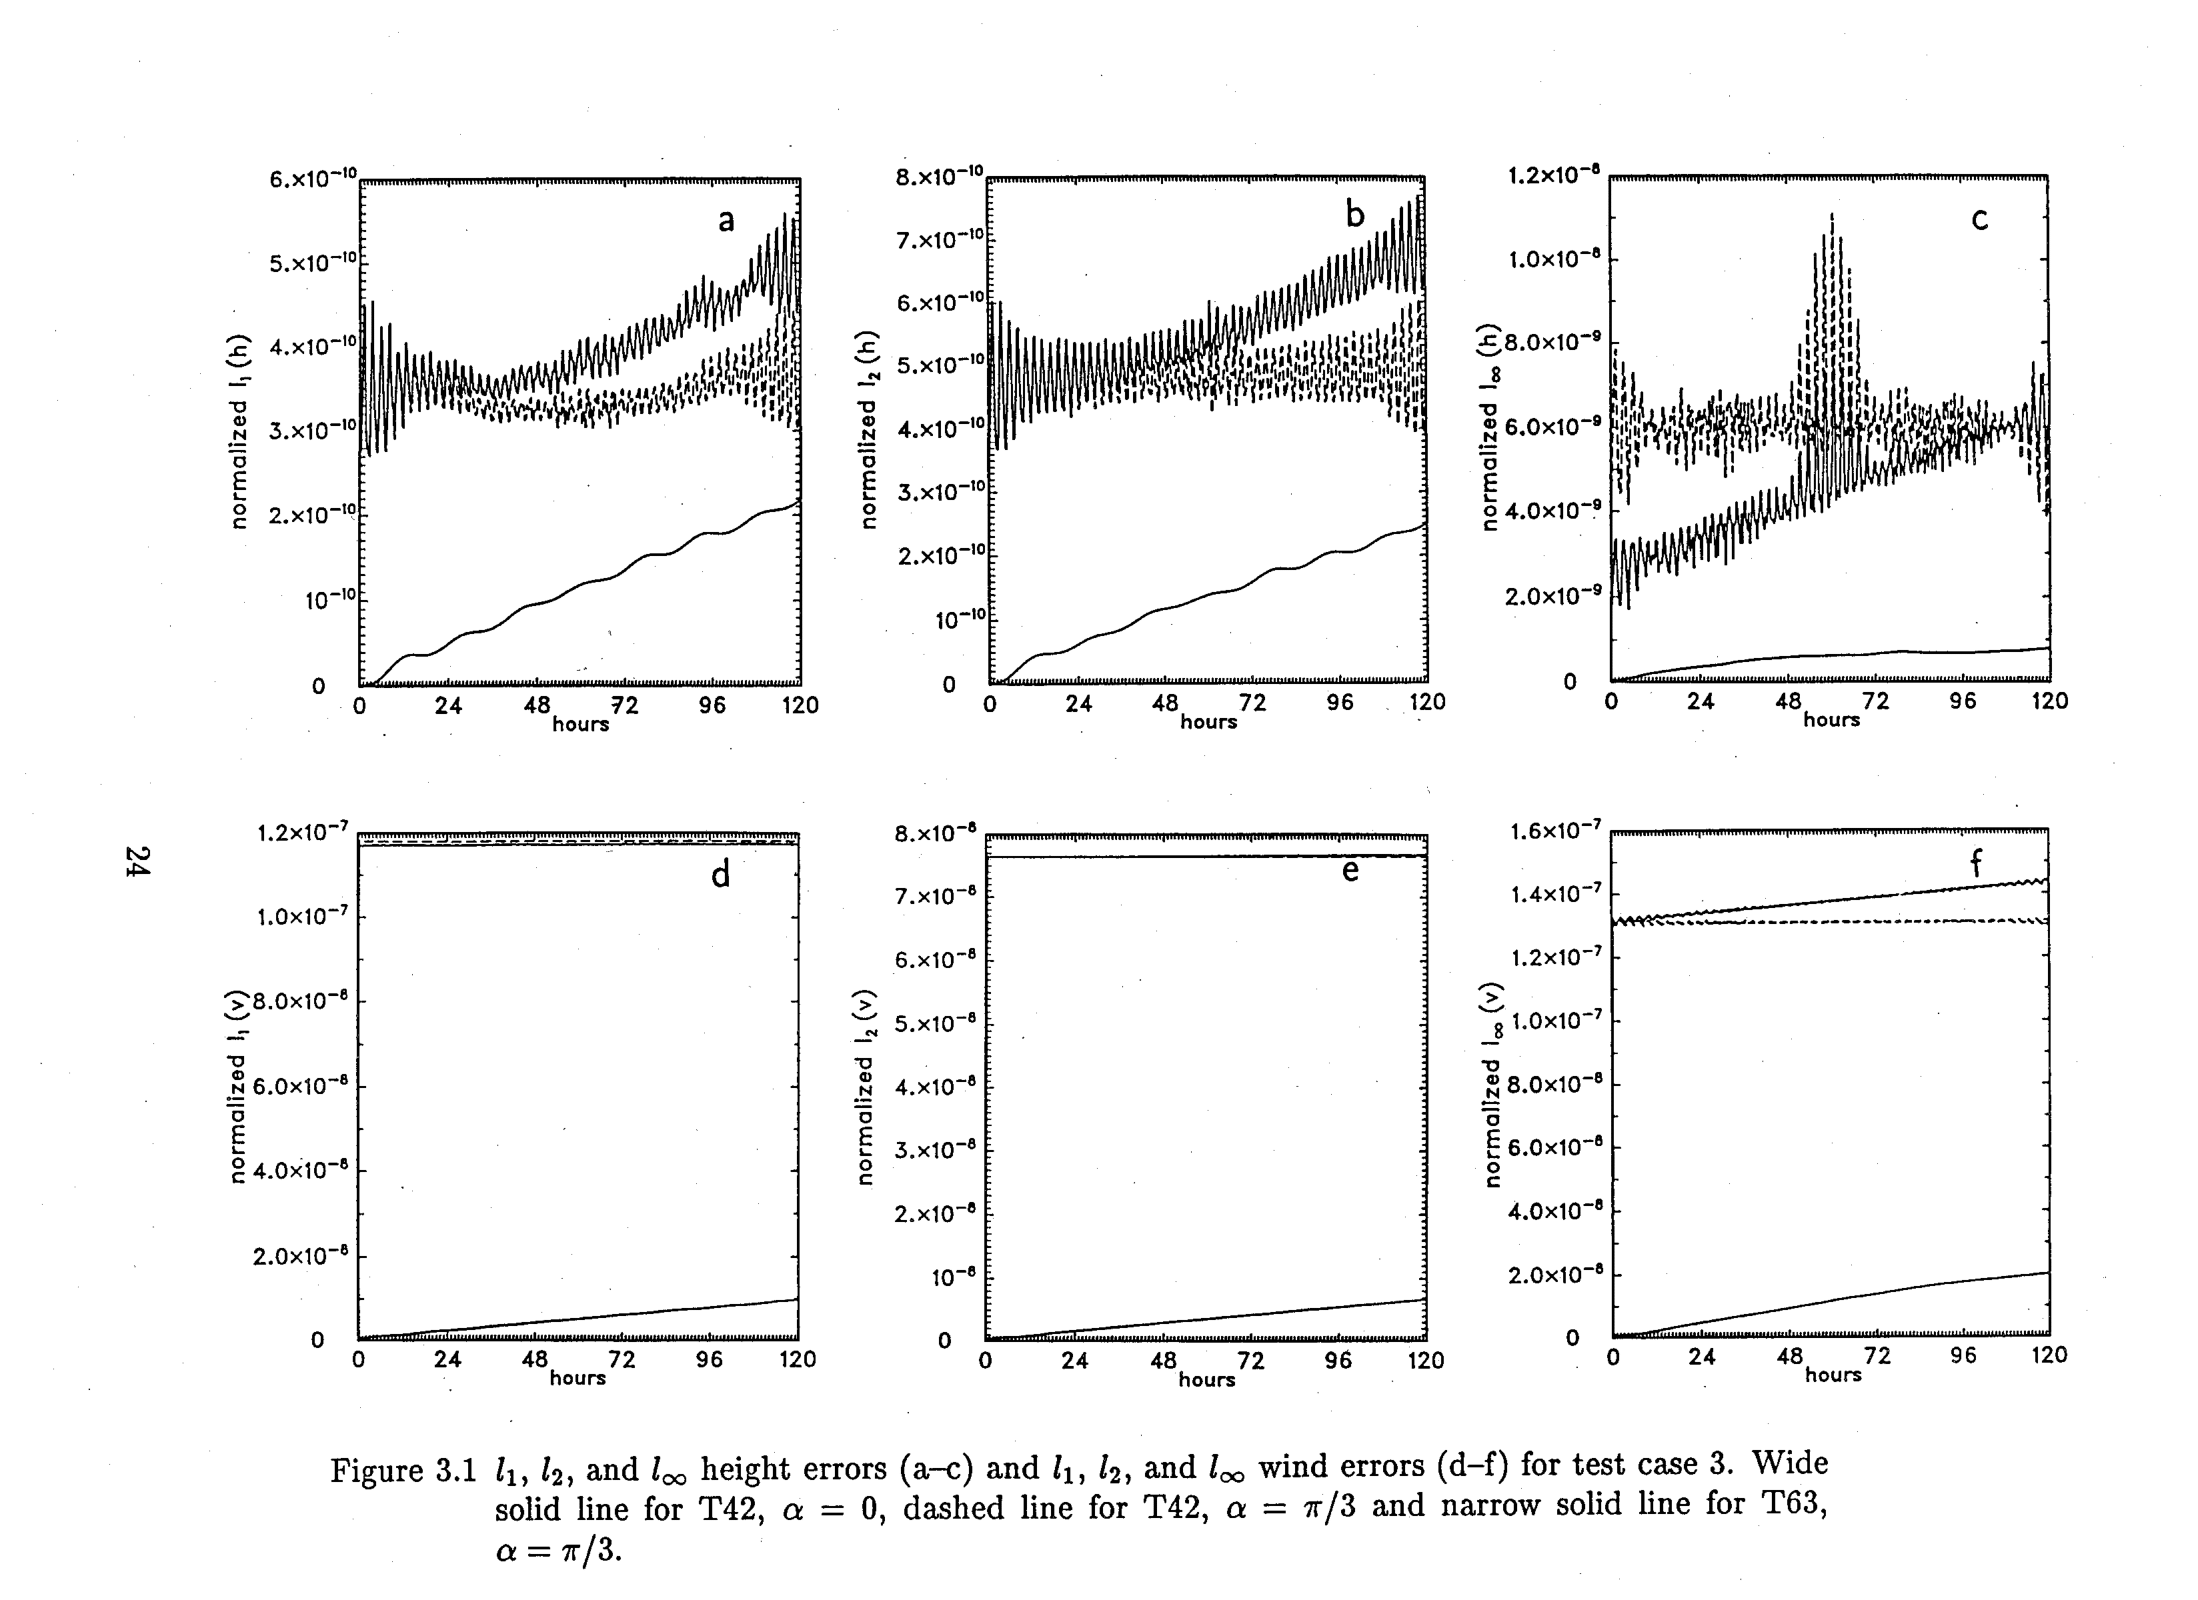 6.×10⁻¹⁰
5.×10⁻¹⁰
4.×10⁻¹⁰
3.×10⁻¹⁰
2.×10⁻¹⁰
10⁻¹⁰
0
normalized l₁ (h)
a
0 24 48 72 96 120
hours
8.×10⁻¹⁰
7.×10⁻¹⁰
6.×10⁻¹⁰
5.×10⁻¹⁰
4.×10⁻¹⁰
3.×10⁻¹⁰
2.×10⁻¹⁰
10⁻¹⁰
0
normalized l₂ (h)
b
0 24 48 72 96 120
hours
1.2×10⁻⁸
1.0×10⁻⁸
8.0×10⁻⁹
6.0×10⁻⁹
4.0×10⁻⁹
2.0×10⁻⁹
0
normalized l∞ (h)
c
0 24 48 72 96 120
hours
24
1.2×10⁻⁷
1.0×10⁻⁷
8.0×10⁻⁸
6.0×10⁻⁸
4.0×10⁻⁸
2.0×10⁻⁸
0
normalized l₁ (v)
d
0 24 48 72 96 120
hours
8.×10⁻⁸
7.×10⁻⁸
6.×10⁻⁸
5.×10⁻⁸
4.×10⁻⁸
3.×10⁻⁸
2.×10⁻⁸
10⁻⁸
0
normalized l₂ (v)
e
0 24 48 72 96 120
hours
1.6×10⁻⁷
1.4×10⁻⁷
1.2×10⁻⁷
1.0×10⁻⁷
8.0×10⁻⁸
6.0×10⁻⁸
4.0×10⁻⁸
2.0×10⁻⁸
0
normalized l∞ (v)
f
0 24 48 72 96 120
hours
Figure 3.1 l₁, l₂, and l∞ height errors (a–c) and l₁, l₂, and l∞ wind errors (d–f) for test case 3. Wide
solid line for T42, α = 0, dashed line for T42, α = π/3 and narrow solid line for T63,
α = π/3.